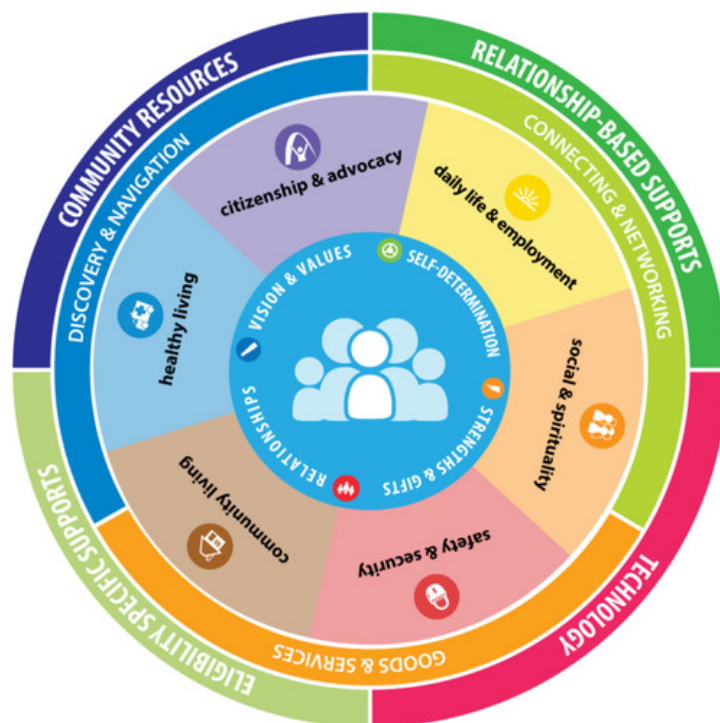 COMMUNITY RESOURCES
RELATIONSHIP-BASED SUPPORTS
TECHNOLOGY
ELIGIBILITY SPECIFIC SUPPORTS
DISCOVERY & NAVIGATION
CONNECTING & NETWORKING
GOODS & SERVICES
citizenship & advocacy
daily life & employment
social & spirituality
safety & security
community living
healthy living
VISION & VALUES
SELF-DETERMINATION
STRENGTHS & GIFTS
RELATIONSHIPS